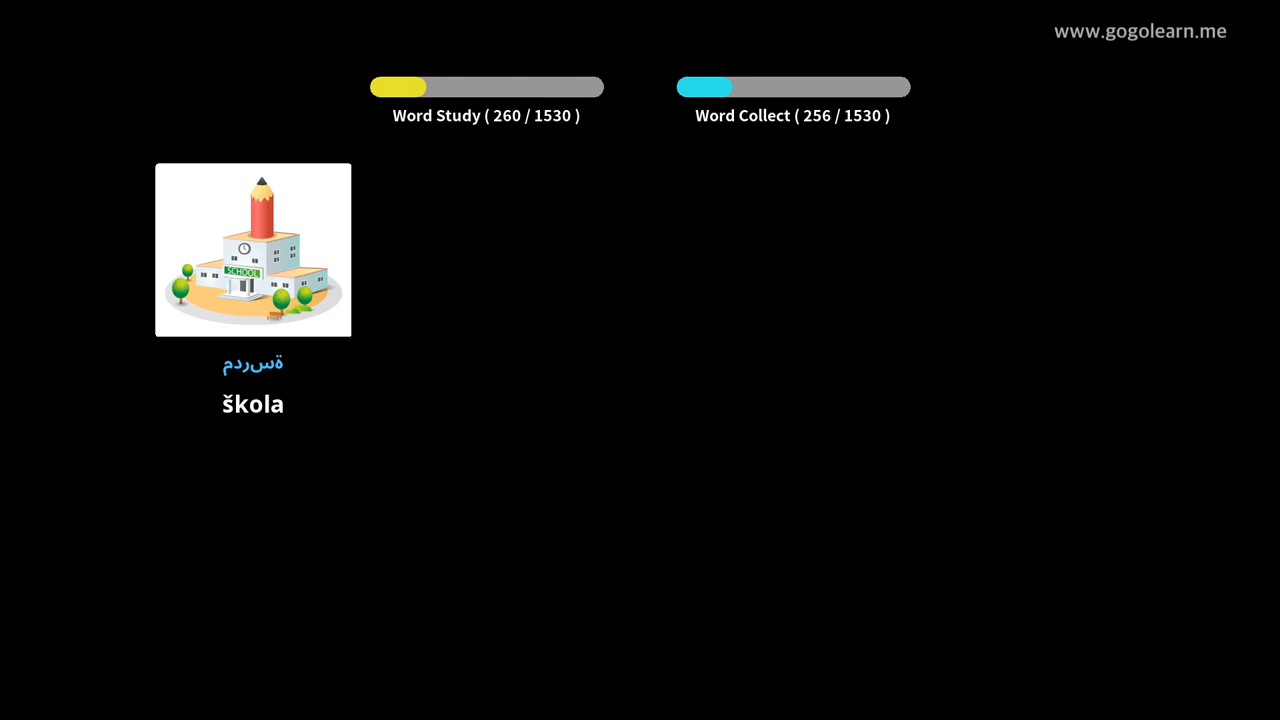 www.gogolearn.me
Word Study ( 260 / 1530 )
Word Collect ( 256 / 1530 )
SCHOOL
مدرسة
škola